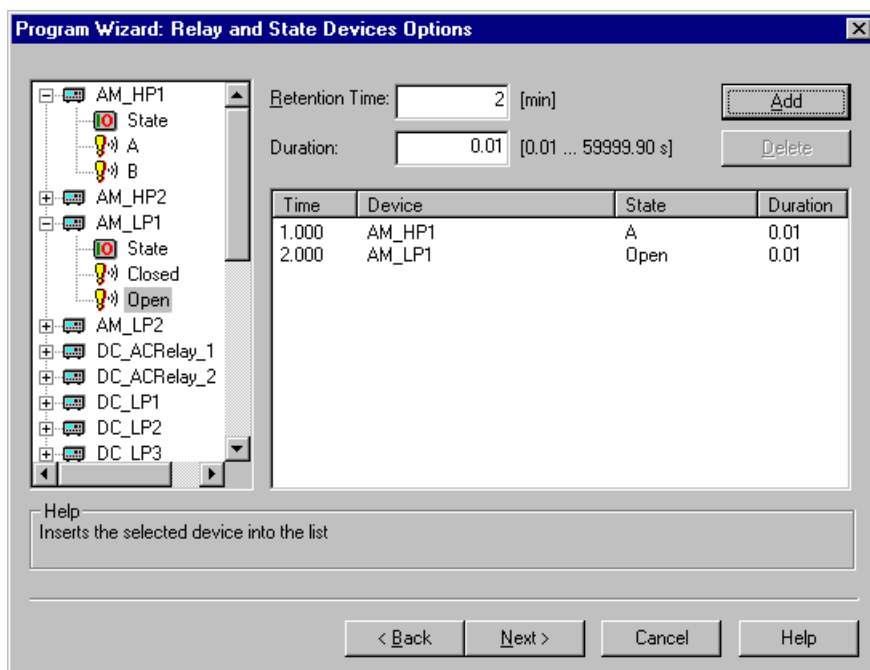 Program Wizard: Relay and State Devices Options
AM_HP1
State
A
B
AM_HP2
AM_LP1
State
Closed
Open
AM_LP2
DC_ACRelay_1
DC_ACRelay_2
DC_LP1
DC_LP2
DC_LP3
Retention Time: 2 [min]
Add
Duration: 0.01 [0.01 ... 59999.90 s]
Delete
Time Device State Duration
1.000 AM_HP1 A 0.01
2.000 AM_LP1 Open 0.01
Help
Inserts the selected device into the list
< Back Next > Cancel Help